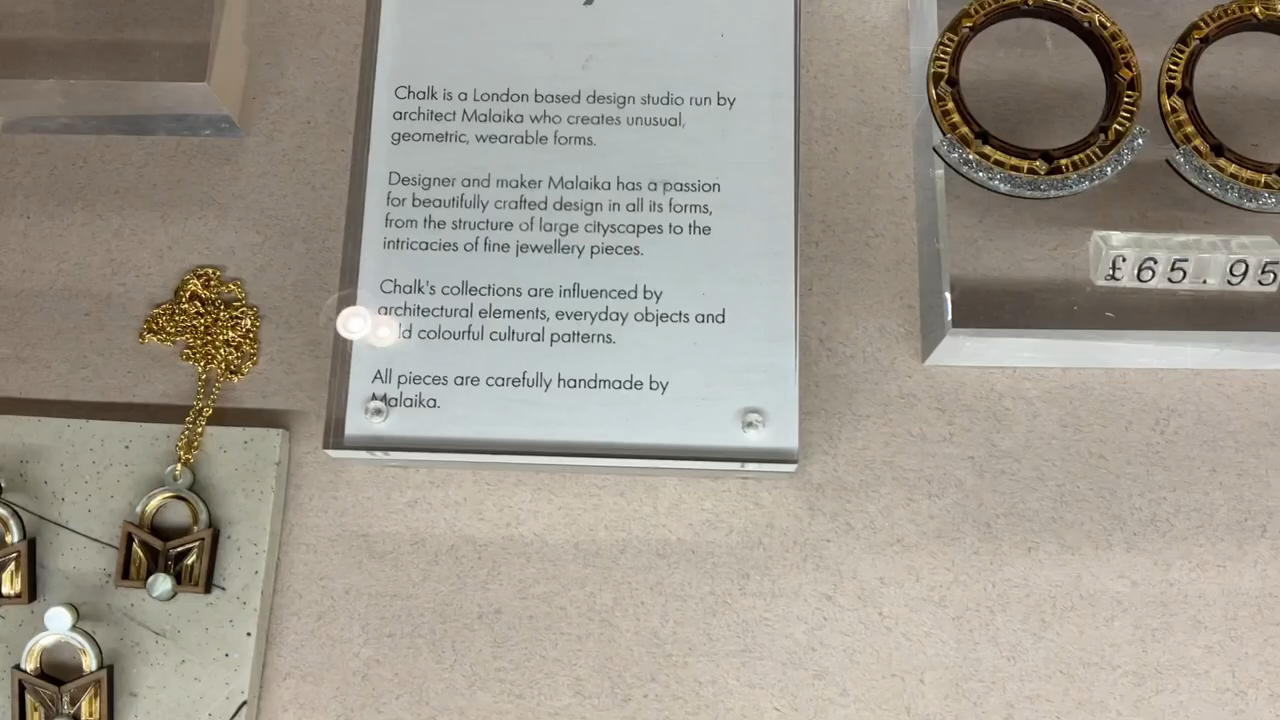 Chalk is a London based design studio run by
architect Malaika who creates unusual,
geometric, wearable forms.
Designer and maker Malaika has a passion
for beautifully crafted design in all its forms,
from the structure of large cityscapes to the
intricacies of fine jewellery pieces.
Chalk's collections are influenced by
architectural elements, everyday objects and
colourful cultural patterns.
All pieces are carefully handmade by
Malaika.
£65.95